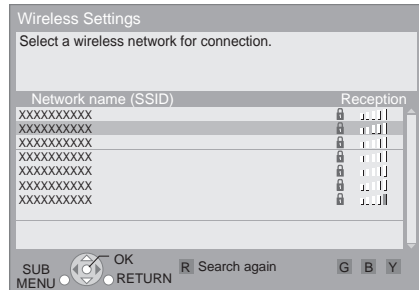 Wireless Settings
Select a wireless network for connection.
Network name (SSID) Reception
XXXXXXXXXX
XXXXXXXXXX
XXXXXXXXXX
XXXXXXXXXX
XXXXXXXXXX
XXXXXXXXXX
XXXXXXXXXX
SUB MENU OK RETURN R Search again G B Y